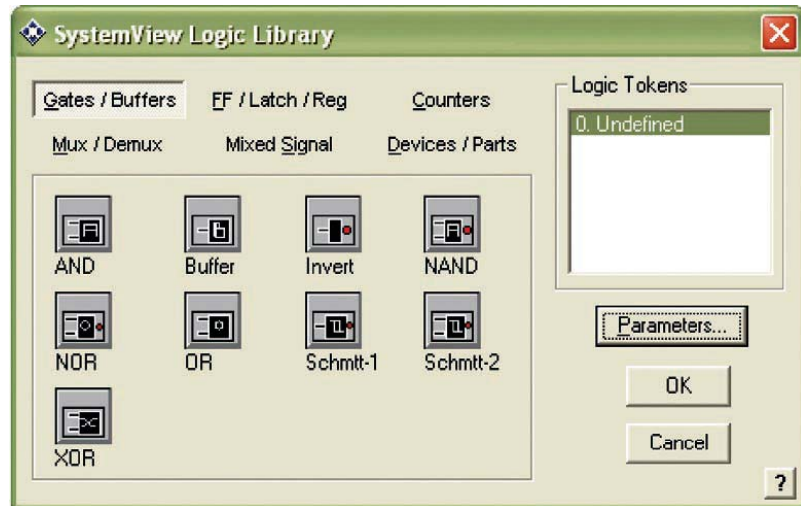 SystemView Logic Library
Gates / Buffers FF / Latch / Reg Counters
Mux / Demux Mixed Signal Devices / Parts
Logic Tokens
0. Undefined
AND Buffer Invert NAND
NOR OR Schmtt-1 Schmtt-2
XOR
Parameters...
OK
Cancel
?